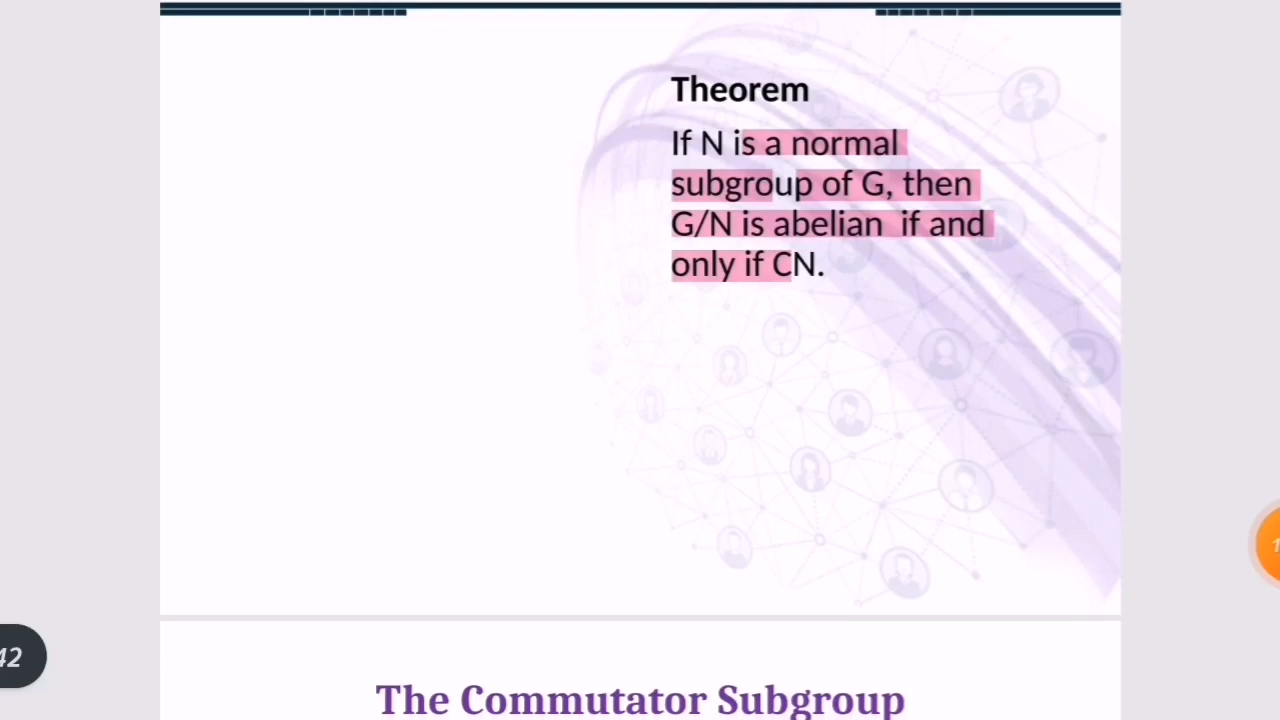 Theorem
If N is a normal
subgroup of G, then
G/N is abelian if and
only if CN.
42
The Commutator Subgroup